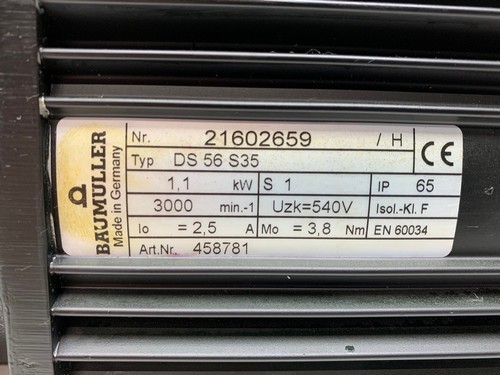 BAUMÜLLER
Made in Germany
Nr. 21602659 / H
Typ DS 56 S35
1,1 kW S 1 IP 65
3000 min.-1 Uzk=540V Isol.-Kl. F
Io = 2,5 A Mo = 3,8 Nm EN 60034
Art.Nr. 458781
CE